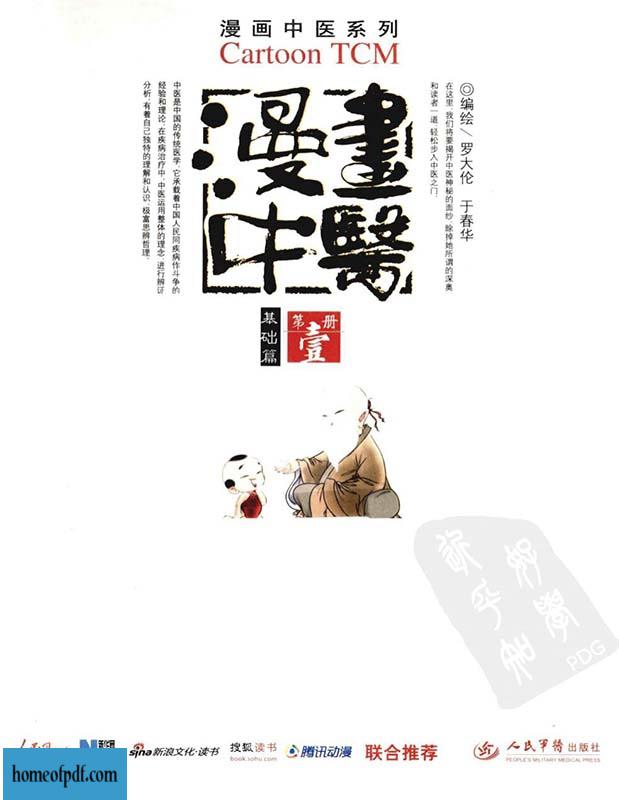 漫画中医系列
Cartoon TCM
漫畫
中醫
◎编绘／罗大伦 于春华
在这里 我们将要揭开中医神秘的面纱 除掉她所谓的深奥
和读者一道 轻松步入中医之门
中医是中国的传统医学,它承载着中国人民同疾病作斗争的
经验和理论;在疾病治疗中,中医运用整体的理念,进行辨证
分析,有着自己独特的理解和认识,极富思辨哲理。
基础篇
第壹册
好學
PDG
人民网
sina新浪文化·读书
搜狐读书
book.sohu.com
腾讯动漫
联合推荐
人民軍醫出版社
PEOPLE'S MILITARY MEDICAL PRESS
homeofpdf.com